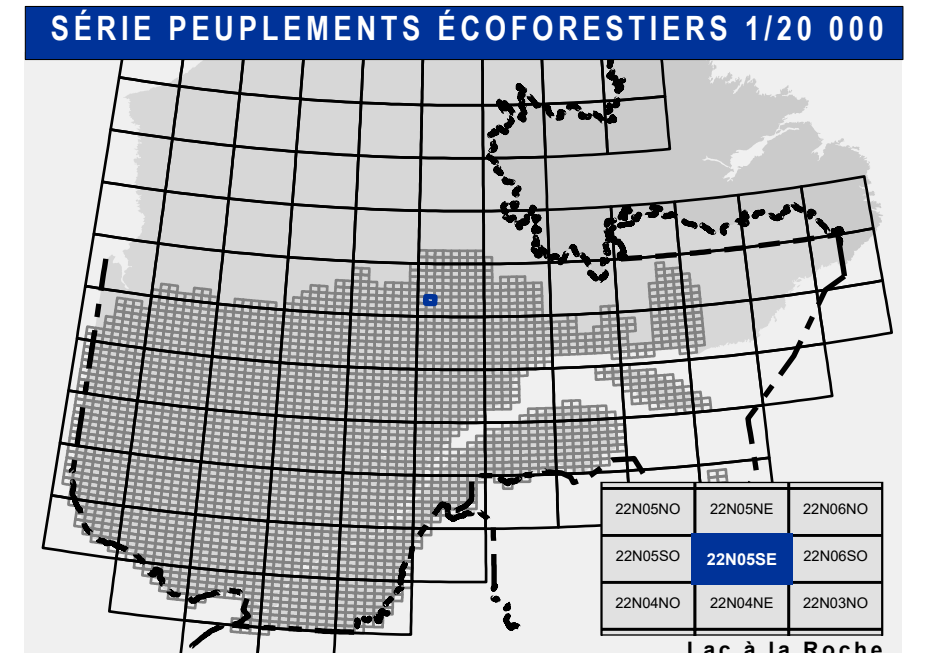 SÉRIE PEUPLEMENTS ÉCOFORESTIERS 1/20 000
22N05NO 22N05NE 22N06NO
22N05SO 22N05SE 22N06SO
22N04NO 22N04NE 22N03NO
Lac à la Roche